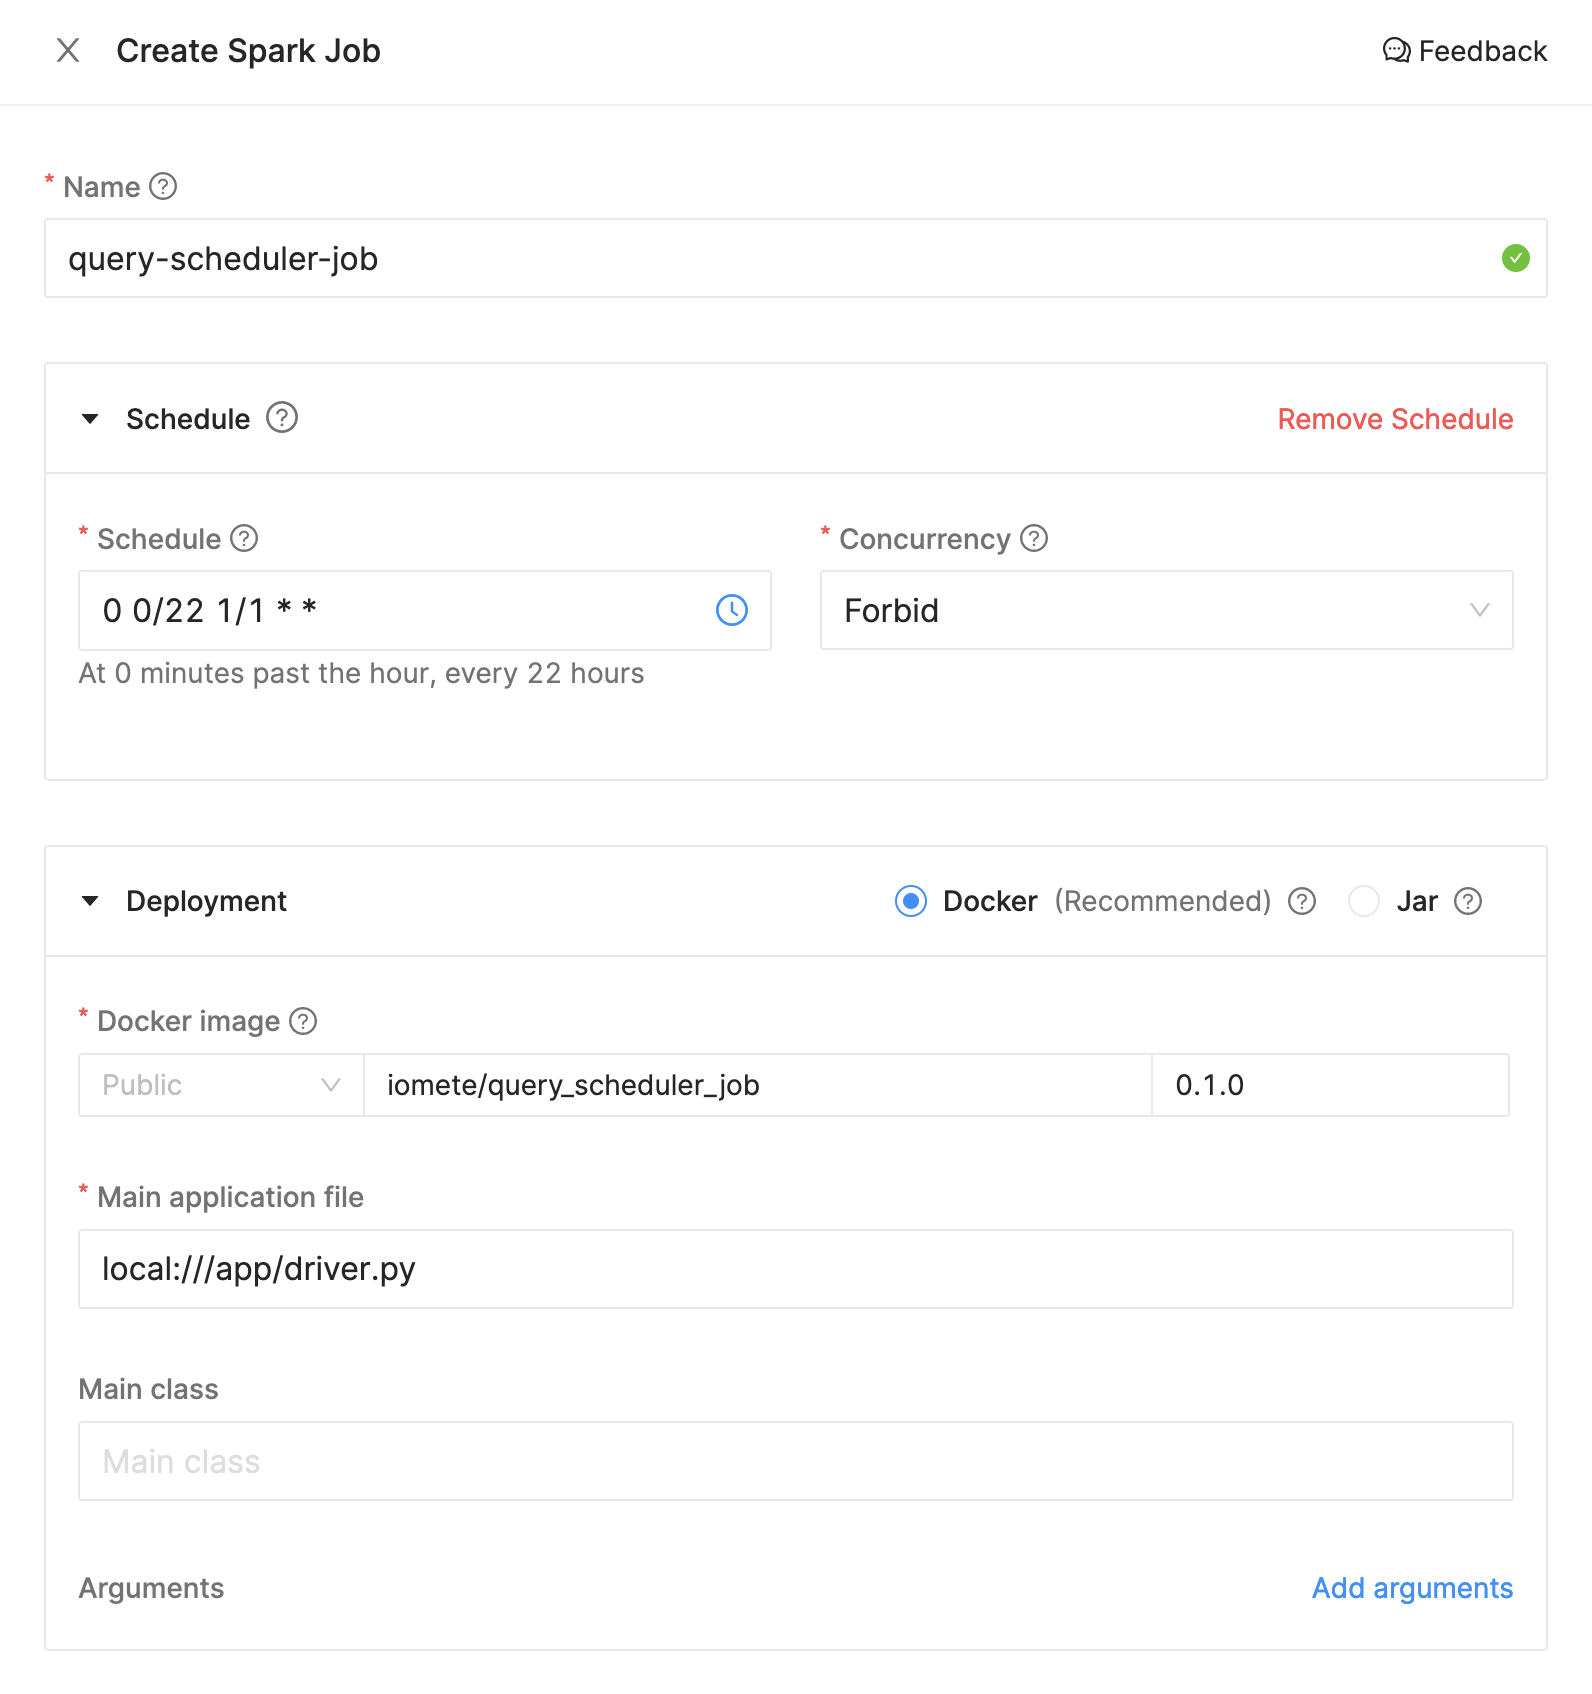 Create Spark Job
Feedback
* Name
query-scheduler-job
Schedule
Remove Schedule
* Schedule
* Concurrency
0 0/22 1/1 * *
Forbid
At 0 minutes past the hour, every 22 hours
Deployment
Docker (Recommended)
Jar
* Docker image
Public
iomete/query_scheduler_job
0.1.0
* Main application file
local:///app/driver.py
Main class
Main class
Arguments
Add arguments